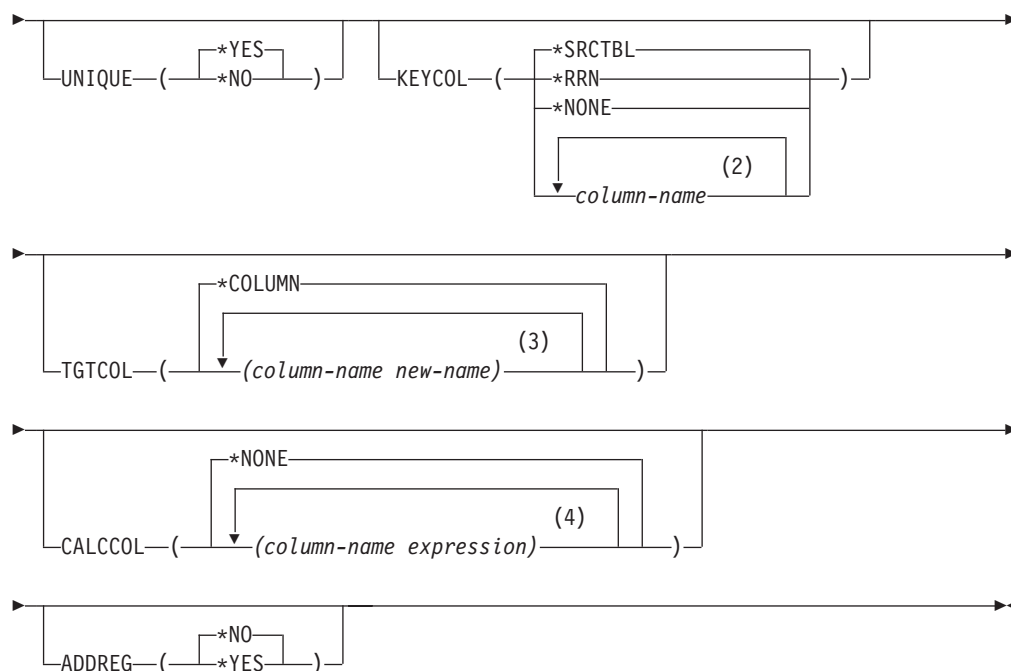 *YES
UNIQUE ( *NO )
*SRCTBL
KEYCOL ( *RRN )
*NONE
(2)
column-name
*COLUMN
(3)
TGTCOL ( (column-name new-name) )
*NONE
(4)
CALCCOL ( (column-name expression) )
*NO
ADDREG ( *YES )